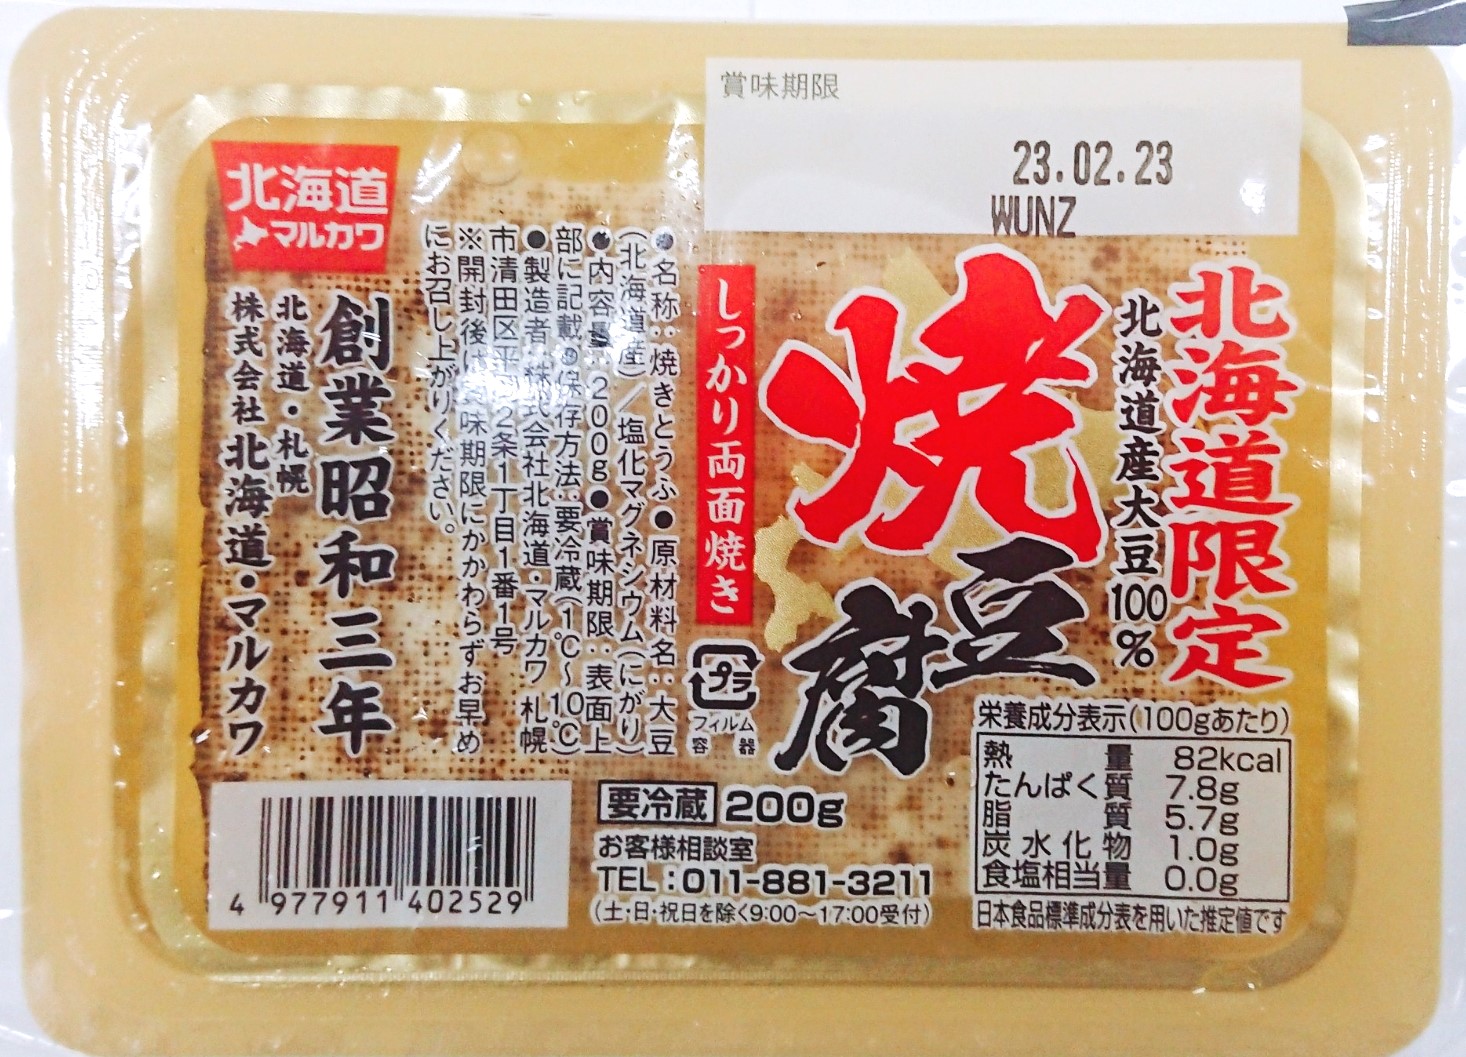 賞味期限
23.02.23
WUNZ
北海道限定
北海道産大豆100%
焼豆腐
しっかり両面焼き
プラ
フィルム
容器
●名称：焼きとうふ●原材料名：大豆
（北海道産）／塩化マグネシウム（にがり）
●内容量：200g●賞味期限：表面上
部に記載●保存方法：要冷蔵（1℃～10℃）
●製造者 株式会社北海道・マルカワ 札幌
市清田区平岡2条1丁目1番1号
※開封後は賞味期限にかかわらずお早め
にお召し上がりください。
北海道
マルカワ
創業昭和三年
北海道・札幌
株式会社 北海道・マルカワ
4 977911 402529
要冷蔵 200g
お客様相談室
TEL：011-881-3211
（土・日・祝日を除く9:00～17:00受付）
栄養成分表示（100gあたり）
熱量 82kcal
たんぱく質 7.8g
脂質 5.7g
炭水化物 1.0g
食塩相当量 0.0g
日本食品標準成分表を用いた推定値です